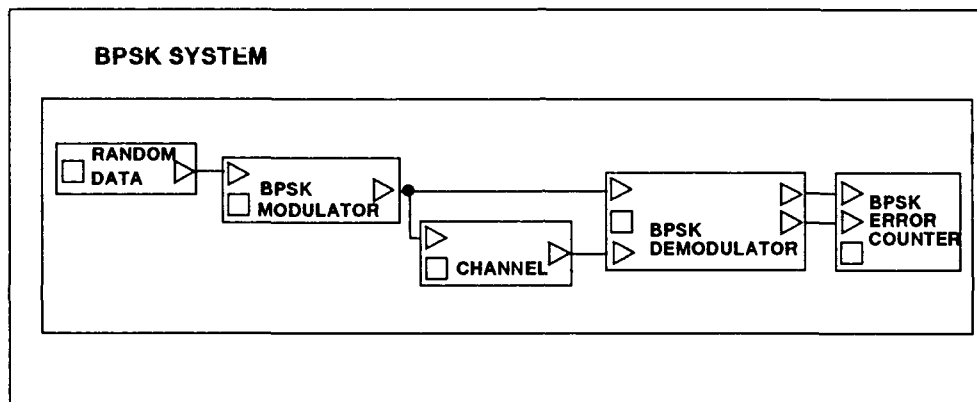 BPSK SYSTEM
RANDOM
DATA
BPSK
MODULATOR
CHANNEL
BPSK
DEMODULATOR
BPSK
ERROR
COUNTER